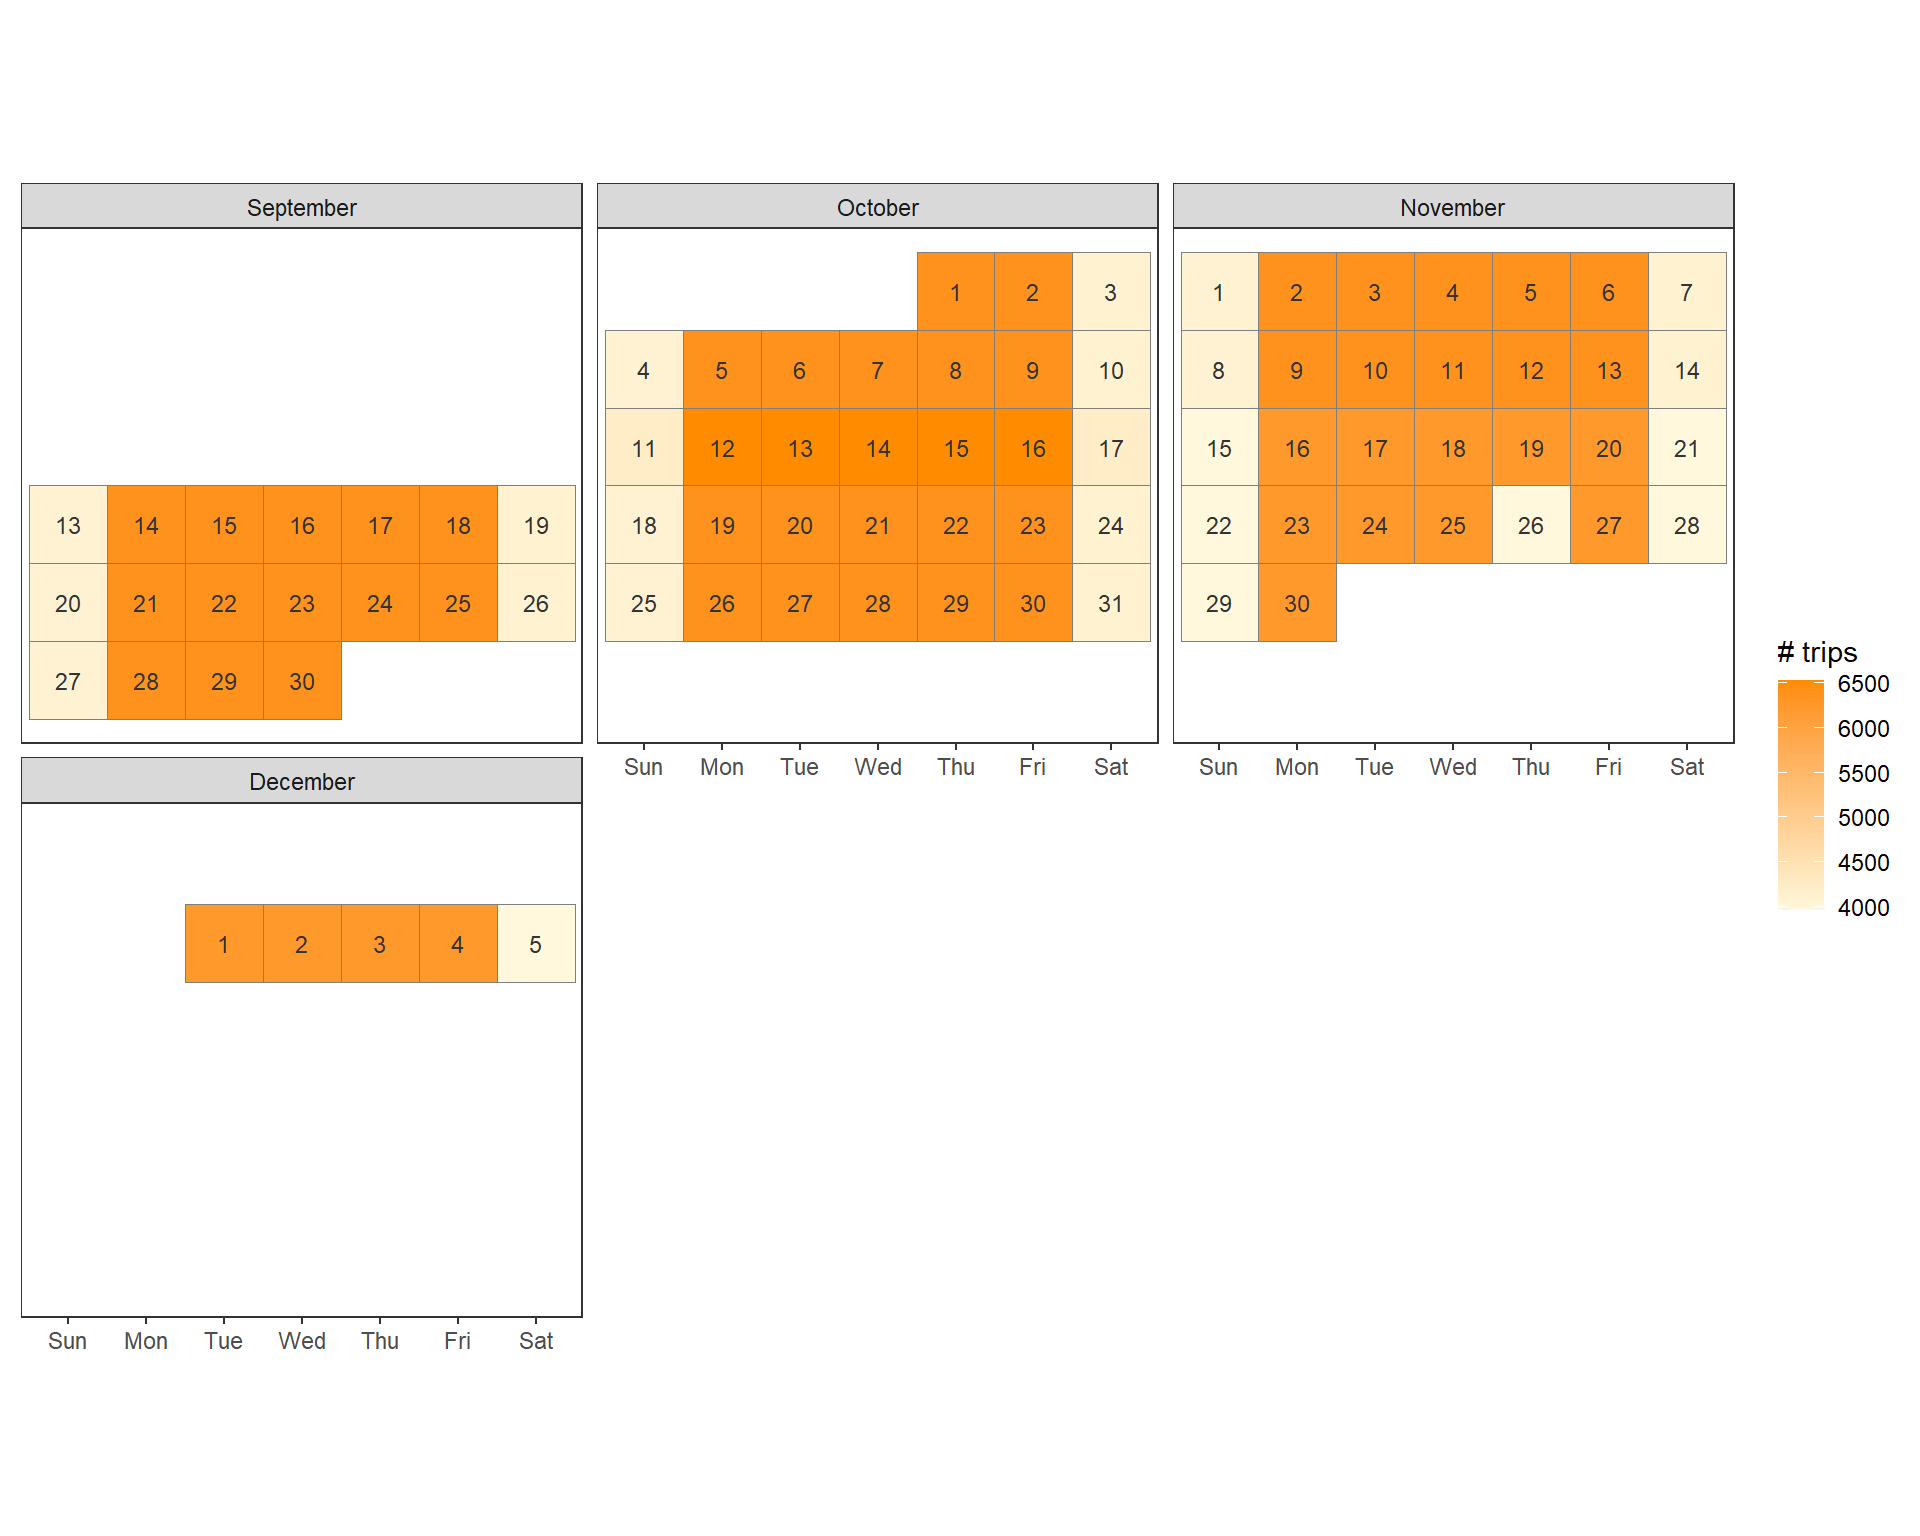 September
13 14 15 16 17 18 19
20 21 22 23 24 25 26
27 28 29 30
October
1 2 3
4 5 6 7 8 9 10
11 12 13 14 15 16 17
18 19 20 21 22 23 24
25 26 27 28 29 30 31
Sun Mon Tue Wed Thu Fri Sat
November
1 2 3 4 5 6 7
8 9 10 11 12 13 14
15 16 17 18 19 20 21
22 23 24 25 26 27 28
29 30
Sun Mon Tue Wed Thu Fri Sat
December
1 2 3 4 5
Sun Mon Tue Wed Thu Fri Sat
# trips
6500
6000
5500
5000
4500
4000